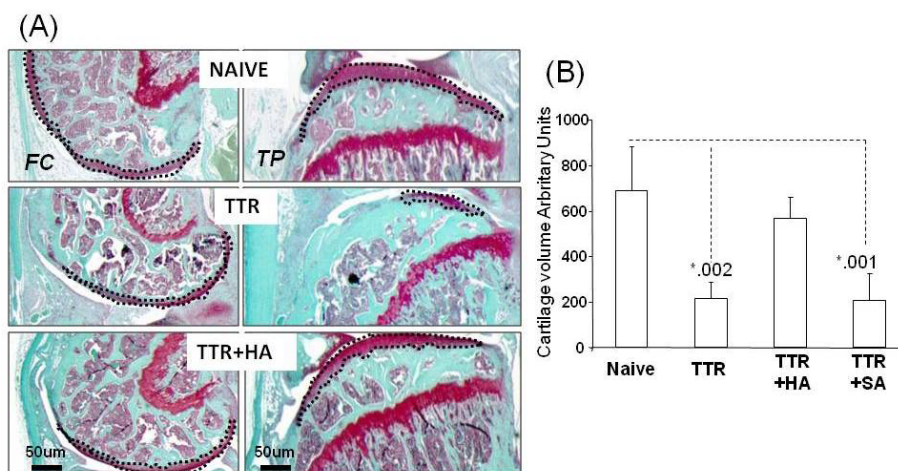 (A)
NAIVE
FC
TP
TTR
TTR+HA
50um
50um
(B)
Cartilage volume Arbritary Units
1000
800
600
400
200
0
*.002
*.001
Naive
TTR
TTR
+HA
TTR
+SA